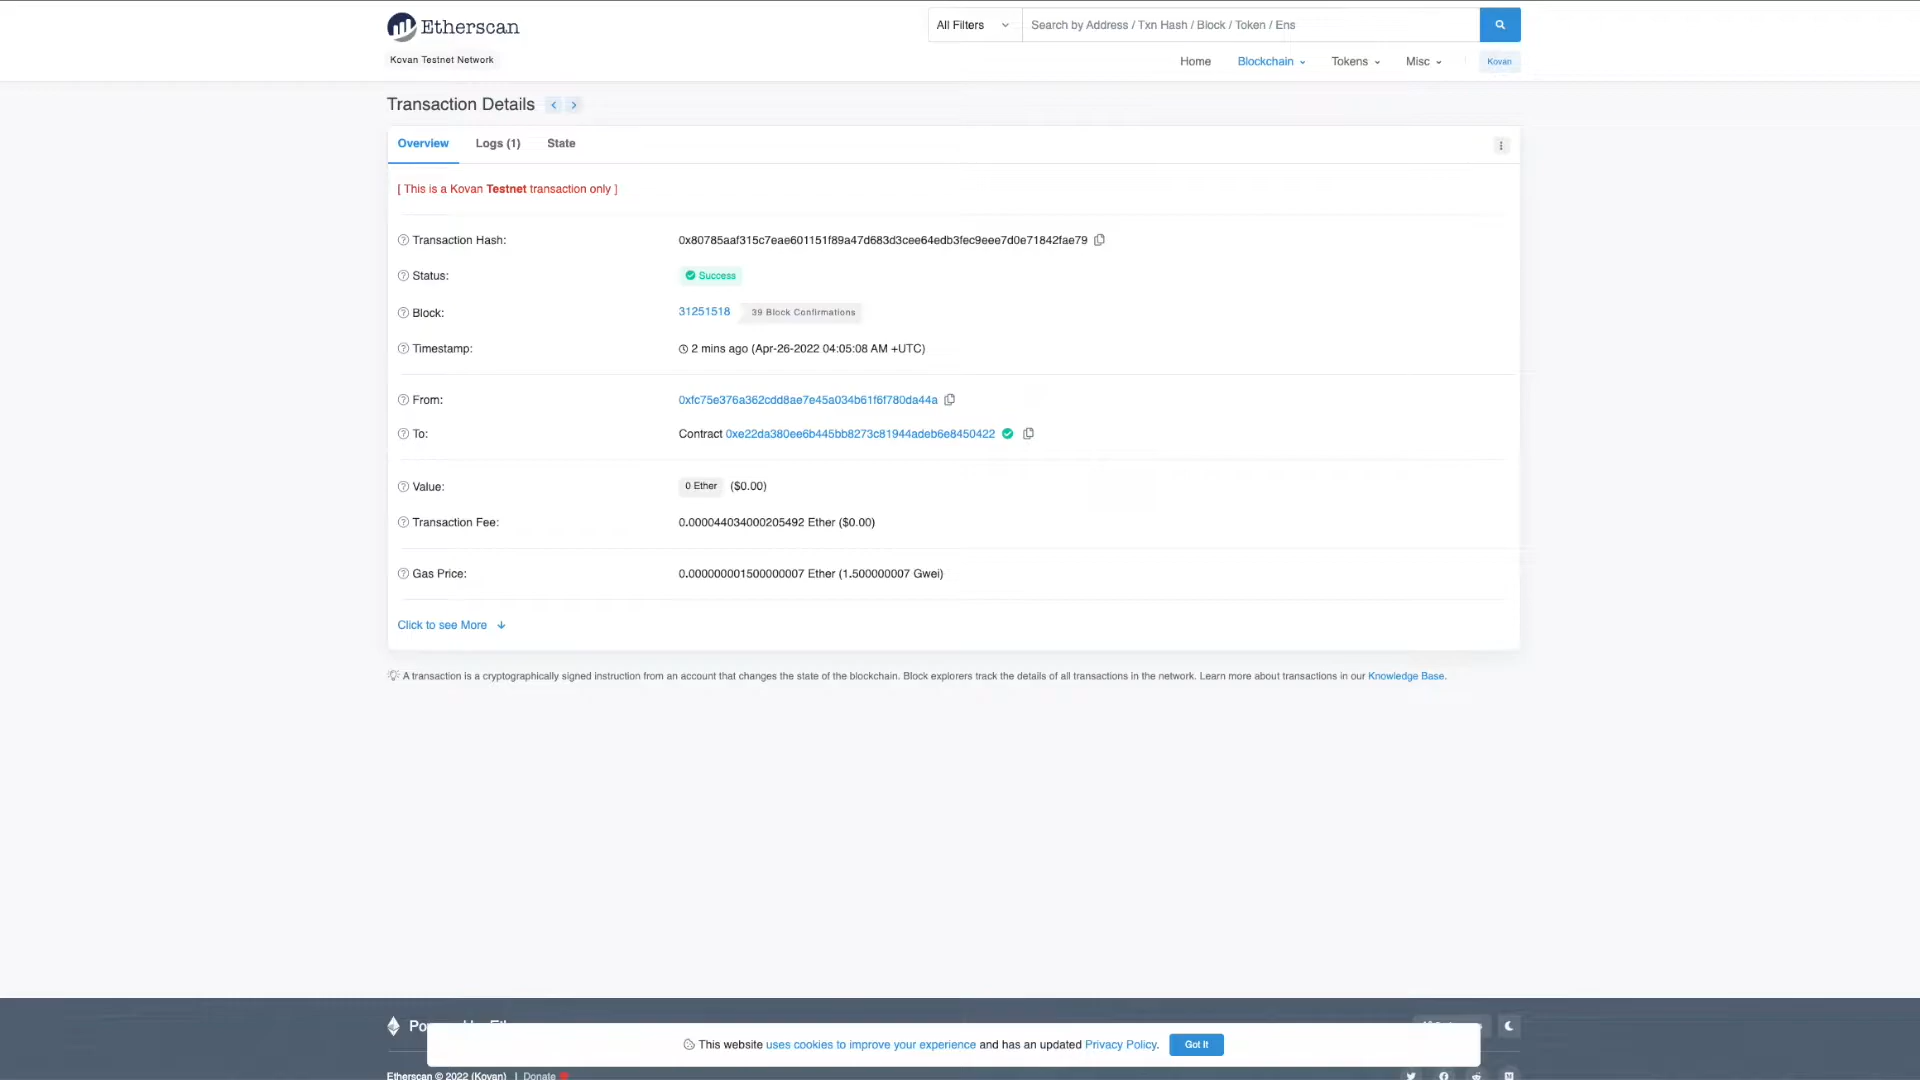 Etherscan
All Filters
Search by Address / Txn Hash / Block / Token / Ens
Kovan Testnet Network
Home
Blockchain
Tokens
Misc
Kovan
Transaction Details
Overview
Logs (1)
State
[ This is a Kovan Testnet transaction only ]
Transaction Hash:
0x80785aaf315c7eae601151f89a47d683d3cee64edb3fec9eee7d0e71842fae79
Status:
Success
Block:
31251518
39 Block Confirmations
Timestamp:
2 mins ago (Apr-26-2022 04:05:08 AM +UTC)
From:
0xfc75e376a362cdd8ae7e45a034b61f6f780da44a
To:
Contract 0xe22da380ee6b445bb8273c81944adeb6e8450422
Value:
0 Ether ($0.00)
Transaction Fee:
0.000044034000205492 Ether ($0.00)
Gas Price:
0.000000001500000007 Ether (1.500000007 Gwei)
Click to see More
A transaction is a cryptographically signed instruction from an account that changes the state of the blockchain. Block explorers track the details of all transactions in the network. Learn more about transactions in our Knowledge Base.
This website uses cookies to improve your experience and has an updated Privacy Policy.
Got It
Etherscan © 2022 (Kovan) | Donate